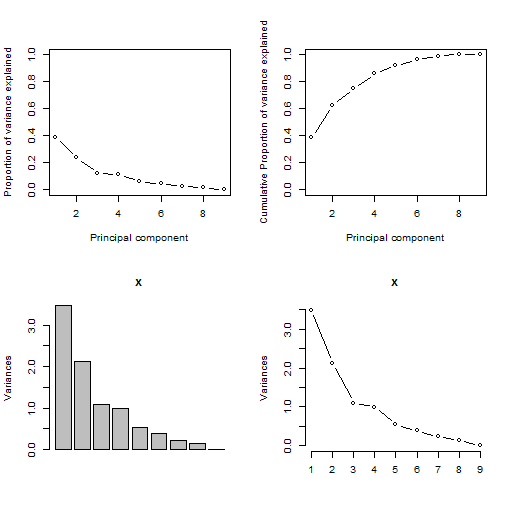 Proportion of variance explained
0.0 0.2 0.4 0.6 0.8 1.0
2 4 6 8
Principal component
Cumulative Proportion of variance explained
0.0 0.2 0.4 0.6 0.8 1.0
2 4 6 8
Principal component
x
Variances
0.0 1.0 2.0 3.0
x
Variances
0.0 1.0 2.0 3.0
1 2 3 4 5 6 7 8 9